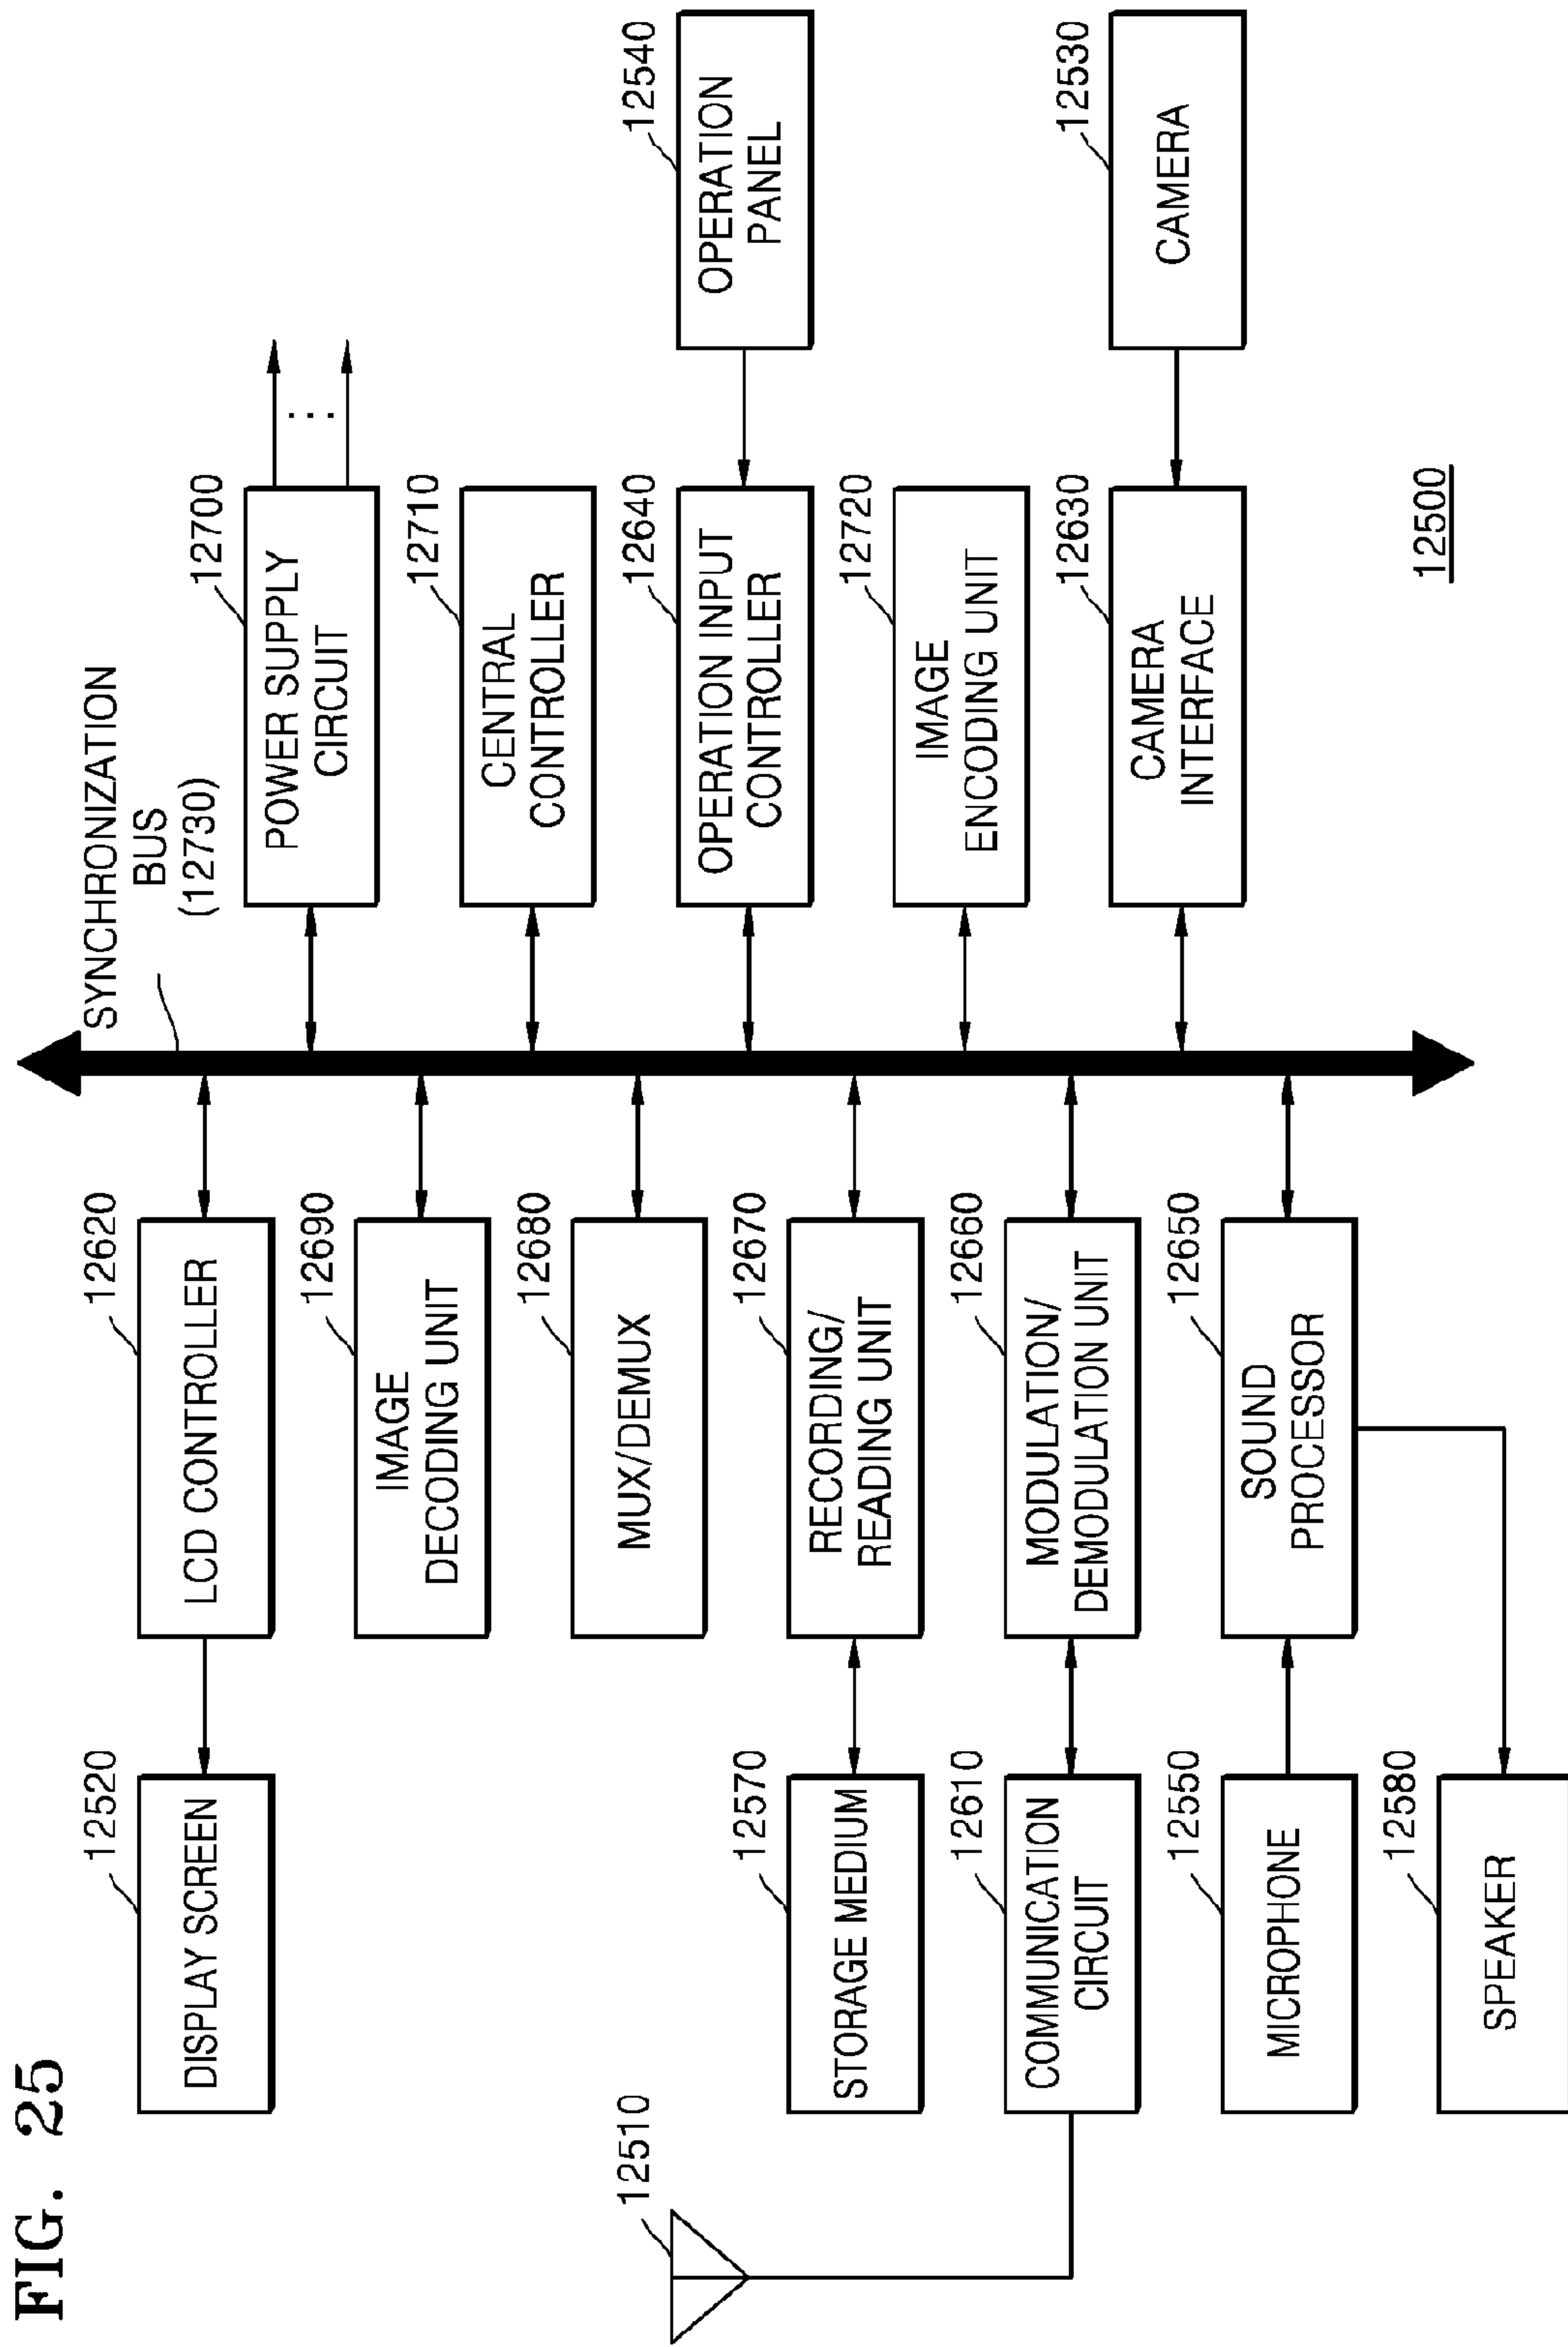 FIG. 25
12510
12520
DISPLAY SCREEN
12570
STORAGE MEDIUM
12610
COMMUNICATION
CIRCUIT
12550
MICROPHONE
12580
SPEAKER
12620
LCD CONTROLLER
12690
IMAGE
DECODING UNIT
12680
MUX/DEMUX
12670
RECORDING/
READING UNIT
12660
MODULATION/
DEMODULATION UNIT
12650
SOUND
PROCESSOR
SYNCHRONIZATION
BUS
(12730)
12700
POWER SUPPLY
CIRCUIT
...
12710
CENTRAL
CONTROLLER
12640
OPERATION INPUT
CONTROLLER
12720
IMAGE
ENCODING UNIT
12630
CAMERA
INTERFACE
12540
OPERATION
PANEL
12530
CAMERA
12500